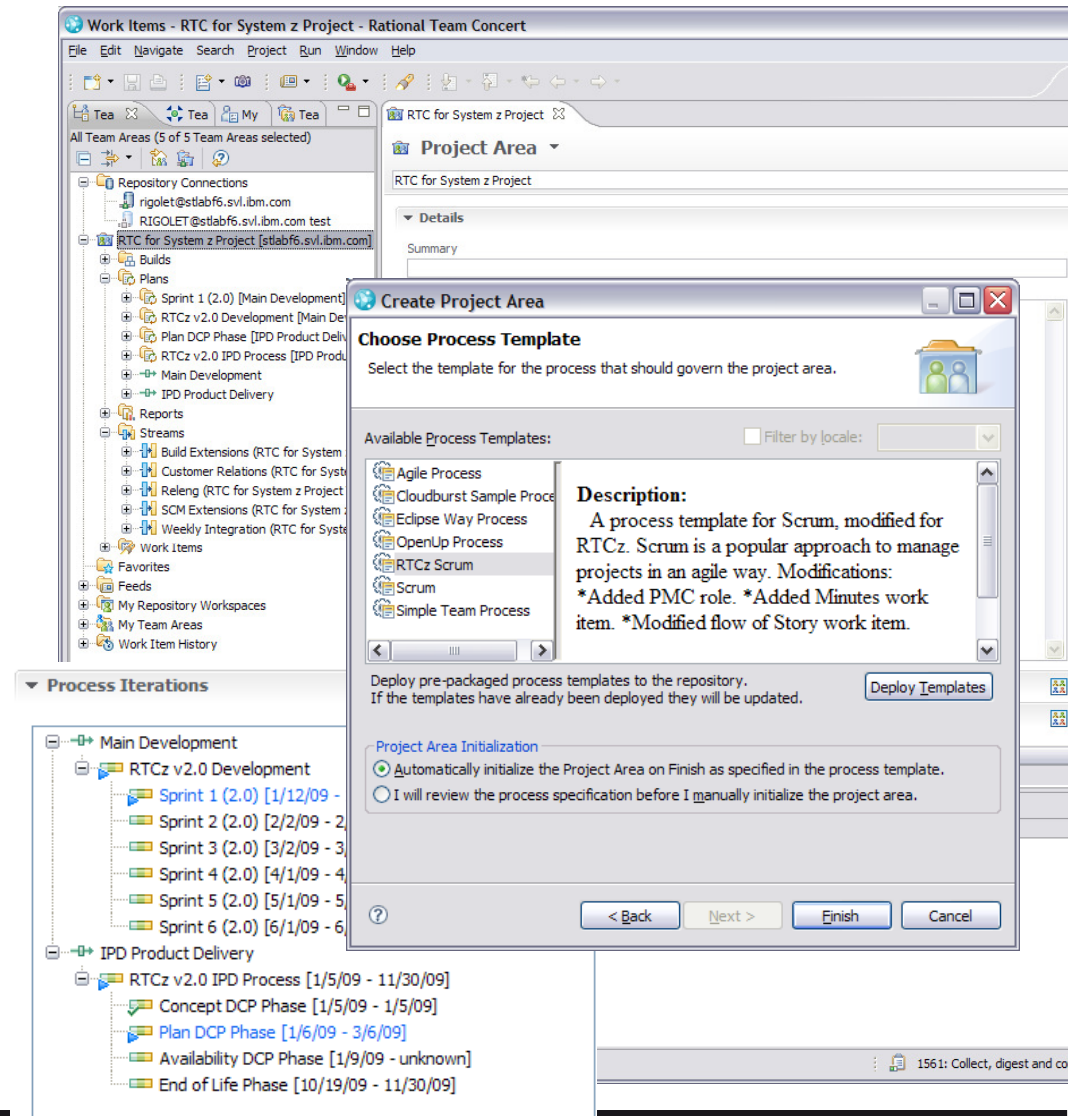 Work Items - RTC for System z Project - Rational Team Concert
File Edit Navigate Search Project Run Window Help
Tea Tea My Tea
RTC for System z Project
All Team Areas (5 of 5 Team Areas selected)
Project Area
RTC for System z Project
Details
Summary
Repository Connections
rigolet@stlabf6.svl.ibm.com
RIGOLET@stlabf6.svl.ibm.com test
RTC for System z Project [stlabf6.svl.ibm.com]
Builds
Plans
Sprint 1 (2.0) [Main Development]
RTCz v2.0 Development [Main De
Plan DCP Phase [IPD Product Deliv
RTCz v2.0 IPD Process [IPD Produ
Main Development
IPD Product Delivery
Reports
Streams
Build Extensions (RTC for System
Customer Relations (RTC for Syst
Releng (RTC for System z Project
SCM Extensions (RTC for System
Weekly Integration (RTC for Syste
Work Items
Favorites
Feeds
My Repository Workspaces
My Team Areas
Work Item History
Create Project Area
Choose Process Template
Select the template for the process that should govern the project area.
Available Process Templates:
Filter by locale:
Agile Process
Cloudburst Sample Proce
Eclipse Way Process
OpenUp Process
RTCz Scrum
Scrum
Simple Team Process
Description:
A process template for Scrum, modified for
RTCz. Scrum is a popular approach to manage
projects in an agile way. Modifications:
*Added PMC role. *Added Minutes work
item. *Modified flow of Story work item.
Deploy pre-packaged process templates to the repository.
If the templates have already been deployed they will be updated.
Deploy Templates
Project Area Initialization
Automatically initialize the Project Area on Finish as specified in the process template.
I will review the process specification before I manually initialize the project area.
< Back Next > Finish Cancel
Process Iterations
Main Development
RTCz v2.0 Development
Sprint 1 (2.0) [1/12/09 -
Sprint 2 (2.0) [2/2/09 - 2/
Sprint 3 (2.0) [3/2/09 - 3/
Sprint 4 (2.0) [4/1/09 - 4/
Sprint 5 (2.0) [5/1/09 - 5/
Sprint 6 (2.0) [6/1/09 - 6/
IPD Product Delivery
RTCz v2.0 IPD Process [1/5/09 - 11/30/09]
Concept DCP Phase [1/5/09 - 1/5/09]
Plan DCP Phase [1/6/09 - 3/6/09]
Availability DCP Phase [1/9/09 - unknown]
End of Life Phase [10/19/09 - 11/30/09]
1561: Collect, digest and co